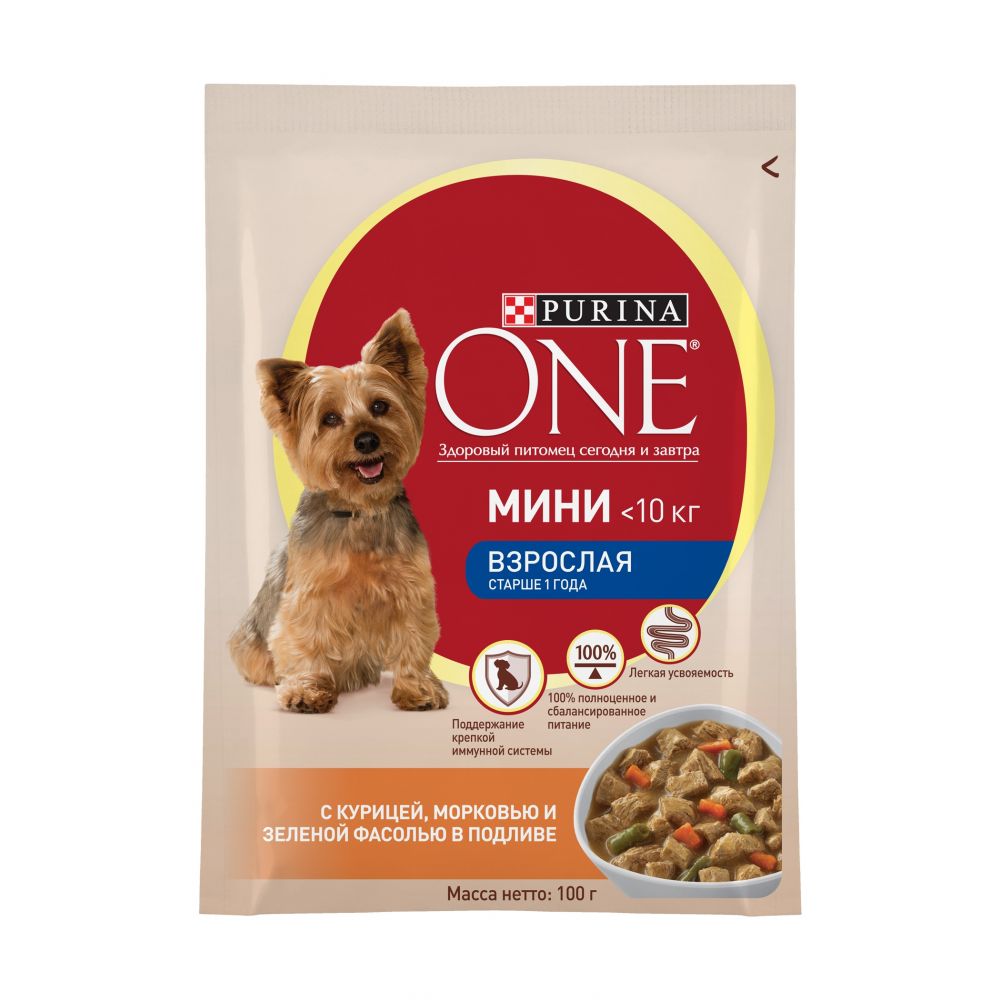 PURINA
ONE®
Здоровый питомец сегодня и завтра
МИНИ <10 кг
ВЗРОСЛАЯ
СТАРШЕ 1 ГОДА
100%
Легкая усвояемость
100% полноценное и
сбалансированное
питание
Поддержание
крепкой
иммунной системы
С КУРИЦЕЙ, МОРКОВЬЮ И
ЗЕЛЕНОЙ ФАСОЛЬЮ В ПОДЛИВЕ
Масса нетто: 100 г